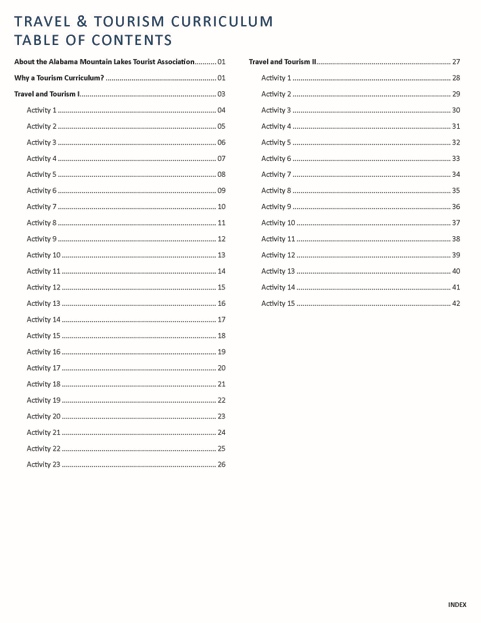 TRAVEL & TOURISM CURRICULUM
TABLE OF CONTENTS
About the Alabama Mountain Lakes Tourist Association.......... 01
Why a Tourism Curriculum? .......... 01
Travel and Tourism I.......... 03
Activity 1 .......... 04
Activity 2 .......... 05
Activity 3 .......... 06
Activity 4 .......... 07
Activity 5 .......... 08
Activity 6 .......... 09
Activity 7 .......... 10
Activity 8 .......... 11
Activity 9 .......... 12
Activity 10 .......... 13
Activity 11 .......... 14
Activity 12 .......... 15
Activity 13 .......... 16
Activity 14 .......... 17
Activity 15 .......... 18
Activity 16 .......... 19
Activity 17 .......... 20
Activity 18 .......... 21
Activity 19 .......... 22
Activity 20 .......... 23
Activity 21 .......... 24
Activity 22 .......... 25
Activity 23 .......... 26
Travel and Tourism II.......... 27
Activity 1 .......... 28
Activity 2 .......... 29
Activity 3 .......... 30
Activity 4 .......... 31
Activity 5 .......... 32
Activity 6 .......... 33
Activity 7 .......... 34
Activity 8 .......... 35
Activity 9 .......... 36
Activity 10 .......... 37
Activity 11 .......... 38
Activity 12 .......... 39
Activity 13 .......... 40
Activity 14 .......... 41
Activity 15 .......... 42
INDEX